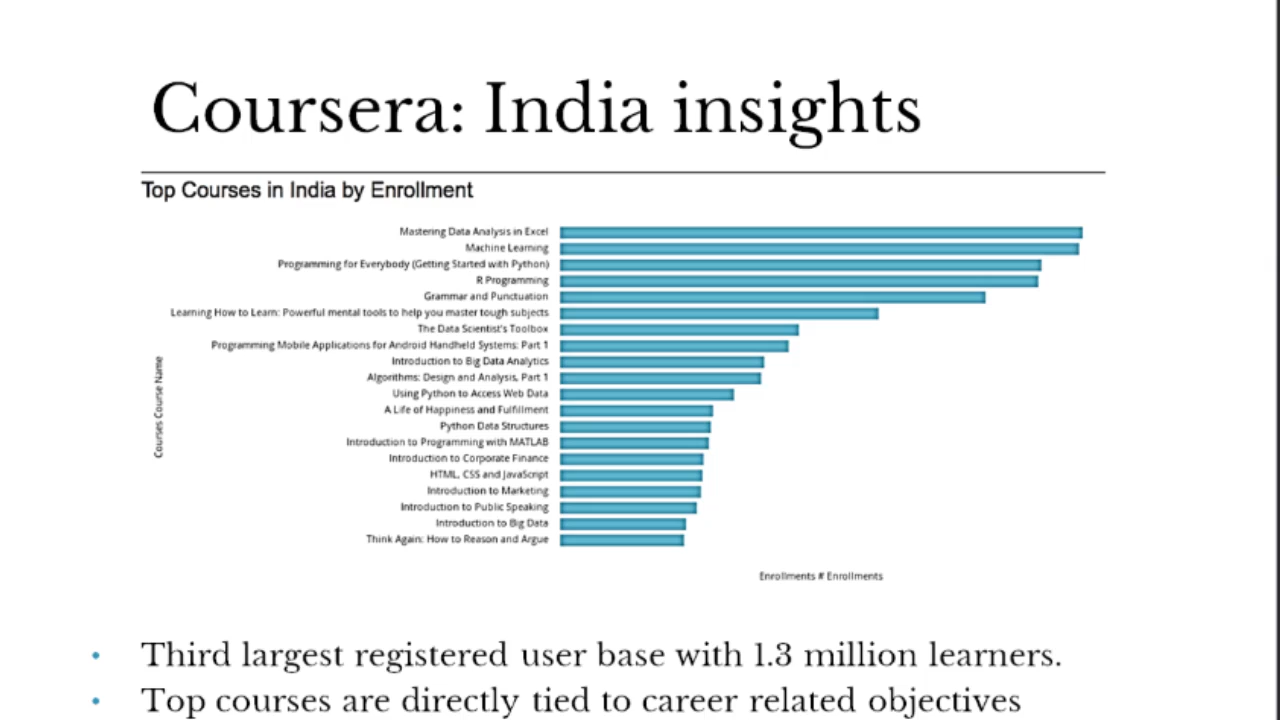 Coursera: India insights
Top Courses in India by Enrollment
Mastering Data Analysis in Excel
Machine Learning
Programming for Everybody (Getting Started with Python)
R Programming
Grammar and Punctuation
Learning How to Learn: Powerful mental tools to help you master tough subjects
The Data Scientist's Toolbox
Programming Mobile Applications for Android Handheld Systems: Part 1
Introduction to Big Data Analytics
Algorithms: Design and Analysis, Part 1
Using Python to Access Web Data
A Life of Happiness and Fulfillment
Python Data Structures
Introduction to Programming with MATLAB
Introduction to Corporate Finance
HTML, CSS and JavaScript
Introduction to Marketing
Introduction to Public Speaking
Introduction to Big Data
Think Again: How to Reason and Argue
Courses Course Name
Enrollments # Enrollments
• Third largest registered user base with 1.3 million learners.
• Top courses are directly tied to career related objectives